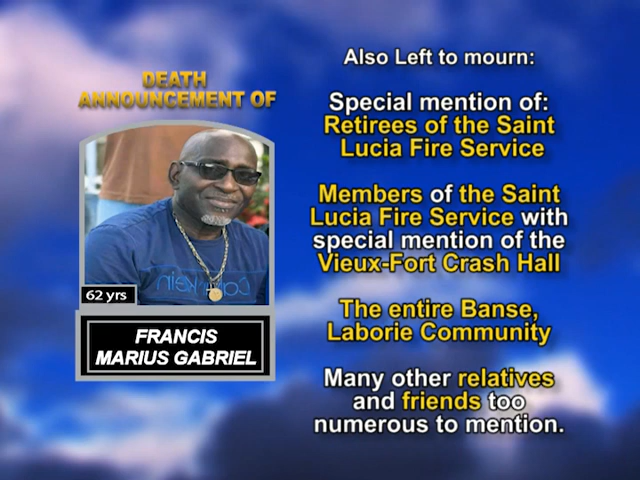 DEATH
ANNOUNCEMENT OF
62 yrs
FRANCIS
MARIUS GABRIEL
Also Left to mourn:
Special mention of:
Retirees of the Saint
Lucia Fire Service
Members of the Saint
Lucia Fire Service with
special mention of the
Vieux-Fort Crash Hall
The entire Banse,
Laborie Community
Many other relatives
and friends too
numerous to mention.